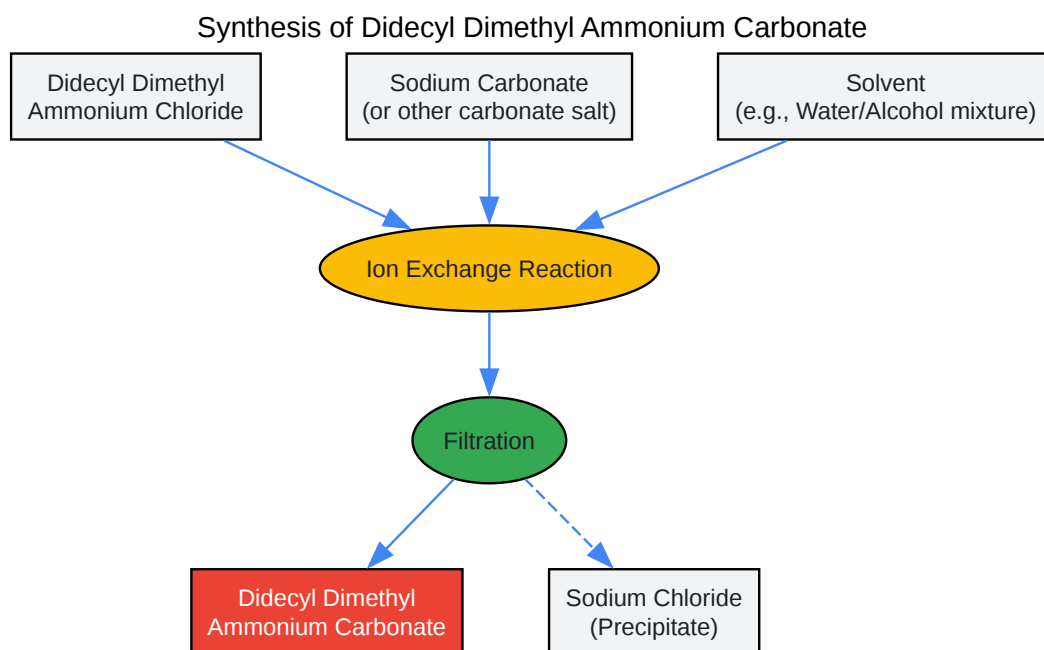 Synthesis of Didecyl Dimethyl Ammonium Carbonate
Didecyl Dimethyl
Ammonium Chloride
Sodium Carbonate
(or other carbonate salt)
Solvent
(e.g., Water/Alcohol mixture)
Ion Exchange Reaction
Filtration
Didecyl Dimethyl
Ammonium Carbonate
Sodium Chloride
(Precipitate)